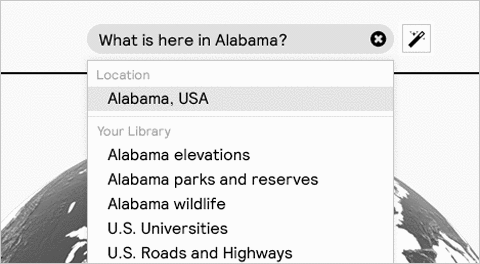 What is here in Alabama?
Location
Alabama, USA
Your Library
Alabama elevations
Alabama parks and reserves
Alabama wildlife
U.S. Universities
U.S. Roads and Highways